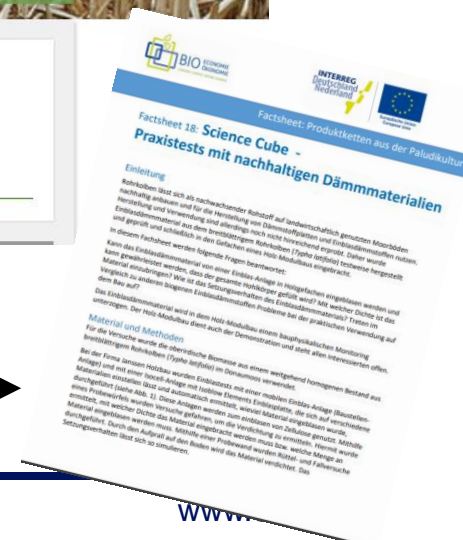 BIO ECONOMIE
ÖKONOMIE
INTERREG
Deutschland
Nederland
Europäische Union
Europese Unie
Factsheet: Produktketten aus der Paludikultur
Factsheet 18: Science Cube -
Praxistests mit nachhaltigen Dämmmaterialien
Einleitung
Rohrkolben lässt sich als nachwachsender Rohstoff auf landwirtschaftlich genutzten Moorböden
nachhaltig anbauen und für die Herstellung von Dämmstoffplatten und Einblasdämmstoffen nutzen.
Herstellung und Verwendung sind allerdings noch nicht hinreichend erprobt. Daher wurde
Einblasdämmmaterial aus dem breitblättrigem Rohrkolben (Typha latifolia) testweise hergestellt
und geprüft und schließlich in den Gefachen eines Holz-Modulbaus eingebracht.
In diesem Factsheet werden folgende Fragen beantwortet:
Kann das Einblasdämmmaterial von einer Einblas-Anlage in Holzgefachen eingeblasen werden und
kann gewährleistet werden, dass der gesamte Hohlkörper gefüllt wird? Mit welcher Dichte ist das
Material einzubringen? Wie ist das Setzungsverhalten des Einblasdämmmaterials? Treten im
Vergleich zu anderen biogenen Einblasdämmstoffen Probleme bei der praktischen Verwendung auf
dem Bau auf?
Das Einblasdämmmaterial wird in dem Holz-Modulbau einem bauphysikalischen Monitoring
unterzogen. Der Holz-Modulbau dient auch der Demonstration und steht allen Interessierten offen.
Material und Methoden
Für die Versuche wurde die oberirdische Biomasse aus einem weitgehend homogenen Bestand aus
breitblättrigem Rohrkolben (Typha latifolia) im Donaumoos verwendet.
Bei der Firma Janssen Holzbau wurden Einblastests mit einer mobilen Einblas-Anlage (Baustellen-
Anlage) und mit einer Isocell-Anlage mit Isoblow Elements Einblasplatte, die sich auf verschiedene
Materialien einstellen lässt und automatisch ermittelt, wieviel Material eingeblasen wurde,
durchgeführt (siehe Abb. 1). Diese Anlagen werden zum einblasen von Zellulose genutzt. Mithilfe
eines Probewürfels wurden Versuche gefahren, um die Verdichtung zu ermitteln. Hiermit wurde
ermittelt, mit welcher Dichte das Material eingebracht werden muss bzw. welche Menge an
Material eingeblasen werden muss. Mithilfe einer Probewand wurden Rüttel- und Fallversuche
durchgeführt. Durch den Aufprall auf den Boden wird das Material verdichtet. Das
Setzungsverhalten lässt sich so simulieren.
www.